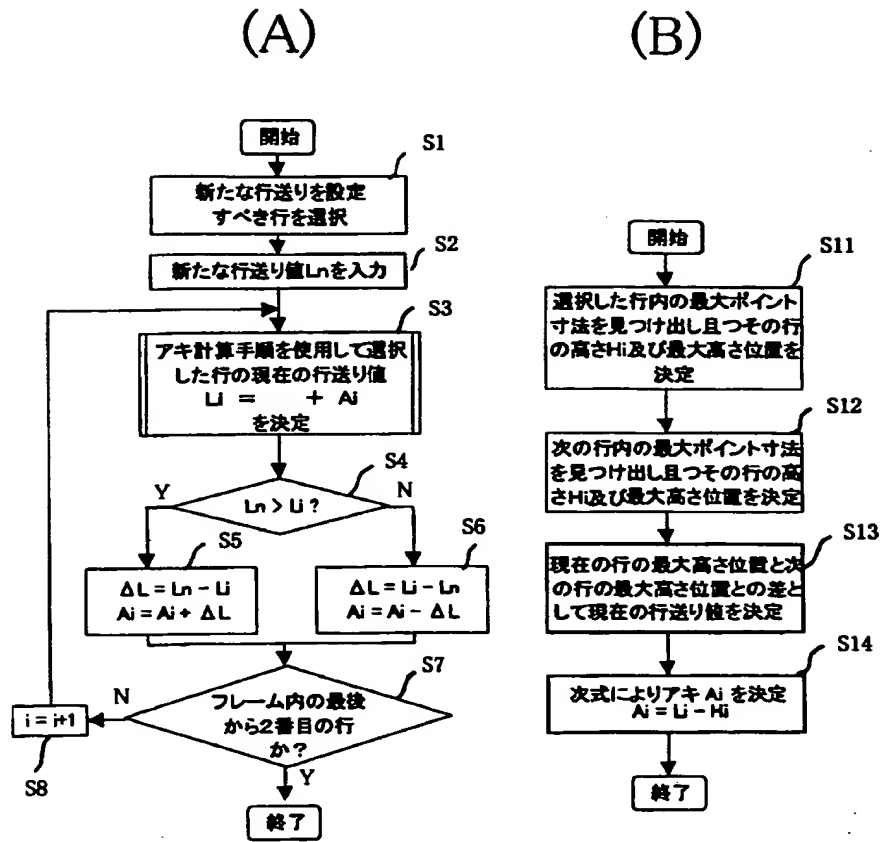 (A)
開始
S1
新たな行送りを設定
すべき行を選択
S2
新たな行送り値Lnを入力
S3
アキ計算手順を使用して選択
した行の現在の行送り値
Li = + Ai
を決定
S4
Ln > Li ?
Y
N
S5
ΔL = Ln - Li
Ai = Ai + ΔL
S6
ΔL = Li - Ln
Ai = Ai - ΔL
S7
フレーム内の最後
から2番目の行
か?
N
Y
i = i+1
S8
終了
(B)
開始
S11
選択した行内の最大ポイント
寸法を見つけ出し且つその行
の高さHi及び最大高さ位置を
決定
S12
次の行内の最大ポイント寸法
を見つけ出し且つその行の高
さHi及び最大高さ位置を決定
S13
現在の行の最大高さ位置と次
の行の最大高さ位置との差と
して現在の行送り値を決定
S14
次式によりアキ Ai を決定
Ai = Li - Hi
終了